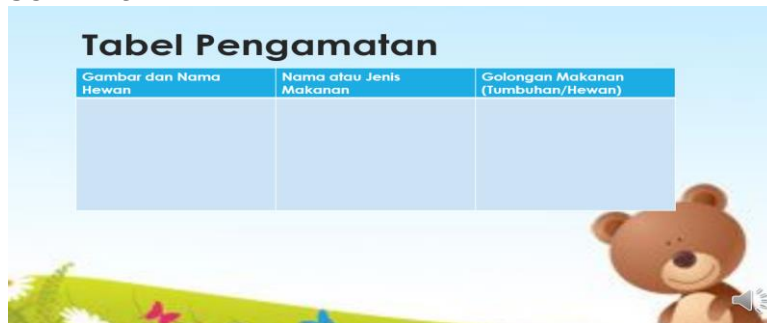 Tabel Pengamatan
Gambar dan Nama Hewan
Nama atau Jenis Makanan
Golongan Makanan (Tumbuhan/Hewan)